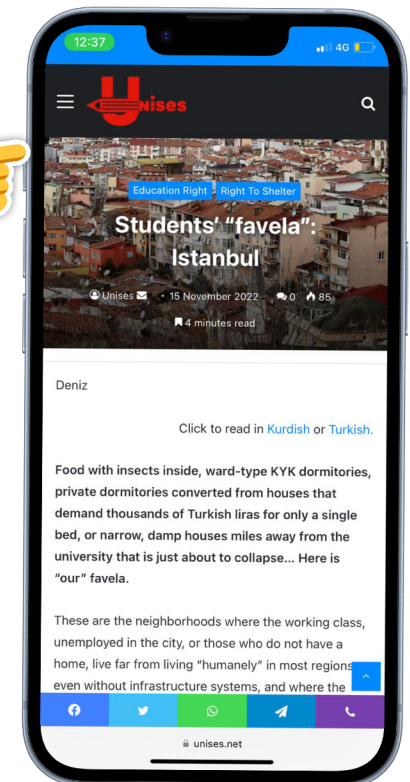 12:37
4G
Unises
Education Right
Right To Shelter
Students' “favela”:
Istanbul
Unises
15 November 2022
0
85
4 minutes read
Deniz
Click to read in Kurdish or Turkish.
Food with insects inside, ward-type KYK dormitories,
private dormitories converted from houses that
demand thousands of Turkish liras for only a single
bed, or narrow, damp houses miles away from the
university that is just about to collapse... Here is
“our” favela.
These are the neighborhoods where the working class,
unemployed in the city, or those who do not have a
home, live far from living “humanely” in most regions
even without infrastructure systems, and where the
unises.net